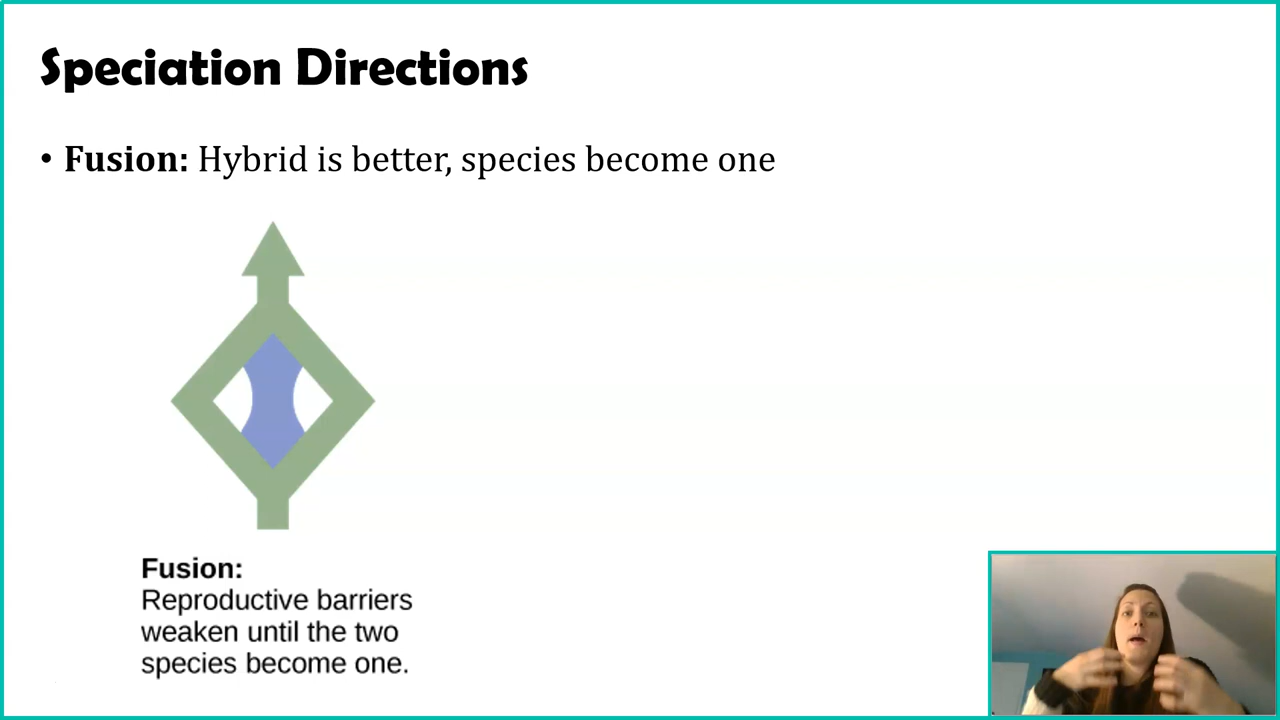 Speciation Directions
• Fusion: Hybrid is better, species become one
Fusion:
Reproductive barriers
weaken until the two
species become one.